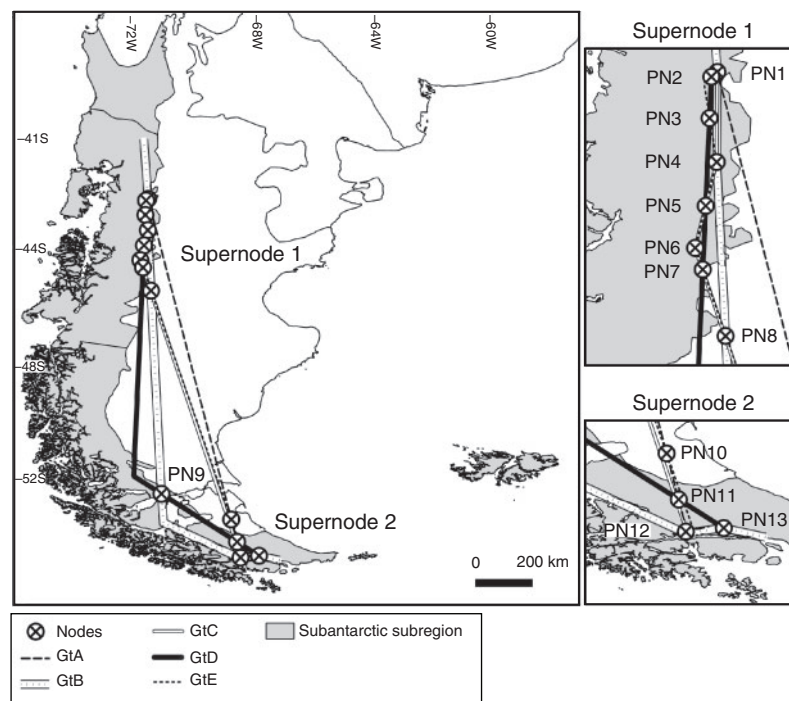 −72W
−68W
−64W
−60W
−41S
−44S
−48S
−52S
Supernode 1
PN9
Supernode 2
0 200 km
Supernode 1
PN1
PN2
PN3
PN4
PN5
PN6
PN7
PN8
Supernode 2
PN10
PN11
PN12
PN13
Nodes
GtA
GtB
GtC
GtD
GtE
Subantarctic subregion